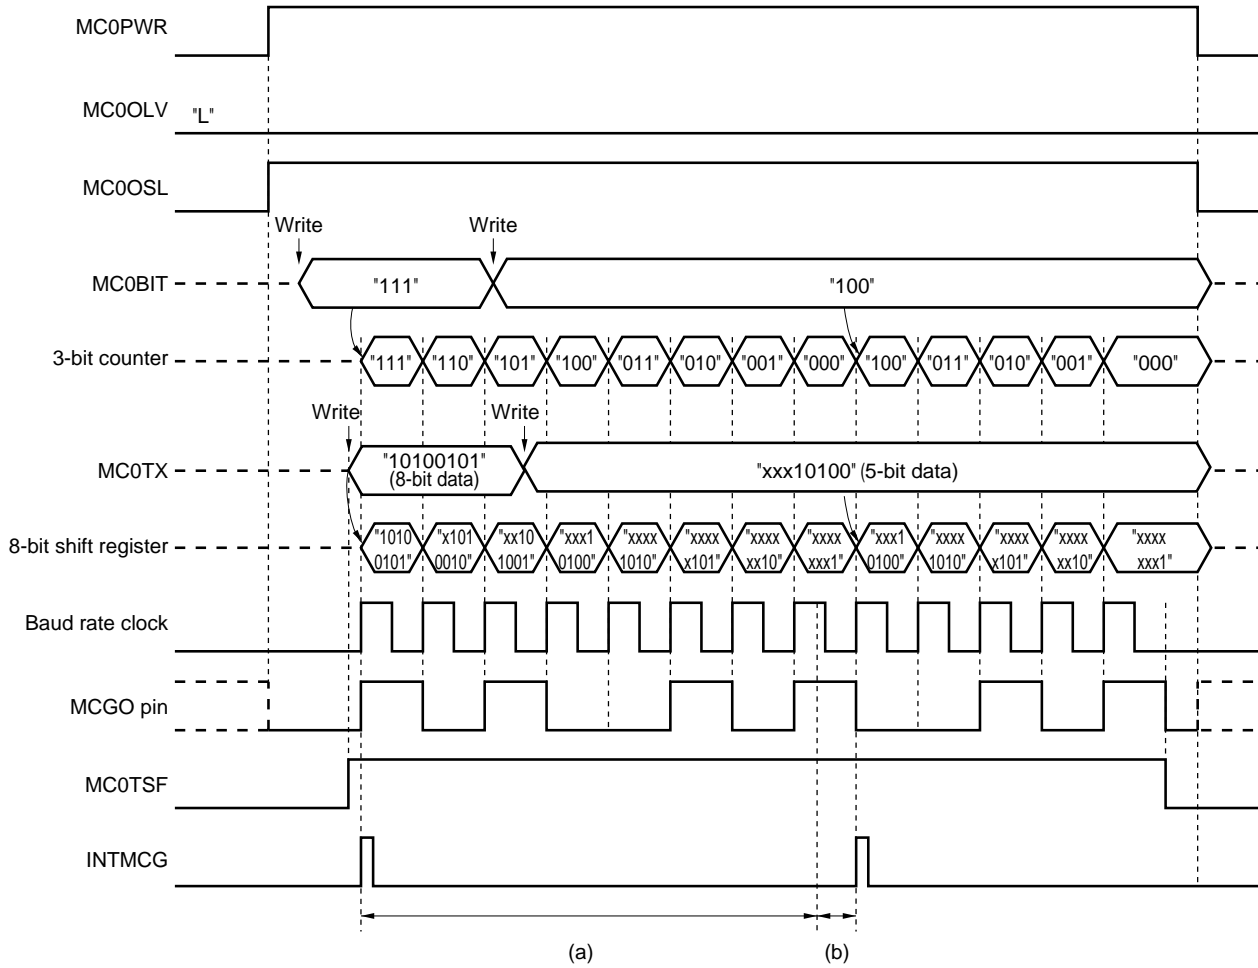 MC0PWR
MC0OLV "L"
MC0OSL
Write Write
MC0BIT "111" "100"
3-bit counter "111" "110" "101" "100" "011" "010" "001" "000" "100" "011" "010" "001" "000"
Write Write
MC0TX "10100101" (8-bit data) "xxx10100" (5-bit data)
8-bit shift register "1010 0101" "x101 0010" "xx10 1001" "xxx1 0100" "xxxx 1010" "xxxx x101" "xxxx xx10" "xxxx xxx1" "xxx1 0100" "xxxx 1010" "xxxx x101" "xxxx xx10" "xxxx xxx1"
Baud rate clock
MCGO pin
MC0TSF
INTMCG
(a) (b)